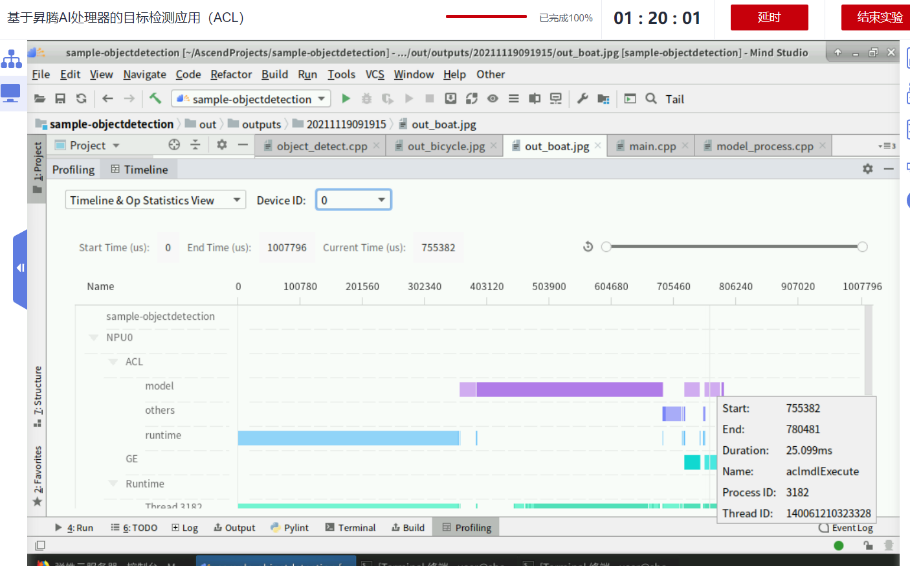 基于昇腾AI处理器的目标检测应用（ACL） 已完成100% 01 : 20 : 01 延时 结束实验
sample-objectdetection [~/AscendProjects/sample-objectdetection] - .../out/outputs/20211119091915/out_boat.jpg [sample-objectdetection] - Mind Studio
File Edit View Navigate Code Refactor Build Run Tools VCS Window Help Other
sample-objectdetection Tail
sample-objectdetection out outputs 20211119091915 out_boat.jpg
1: Project
Project object_detect.cpp out_bicycle.jpg out_boat.jpg main.cpp model_process.cpp
Profiling Timeline
Timeline & Op Statistics View Device ID: 0
Start Time (us): 0 End Time (us): 1007796 Current Time (us): 755382
Name 0 100780 201560 302340 403120 503900 604680 705460 806240 907020 1007796
sample-objectdetection
NPU0
ACL
model
others
runtime
GE
Runtime
Thread 3182
Start: 755382
End: 780481
Duration: 25.099ms
Name: aclmdlExecute
Process ID: 3182
Thread ID: 140061210323328
7: Structure
2: Favorites
4: Run 6: TODO Log Output Pylint Terminal Build Profiling Event Log